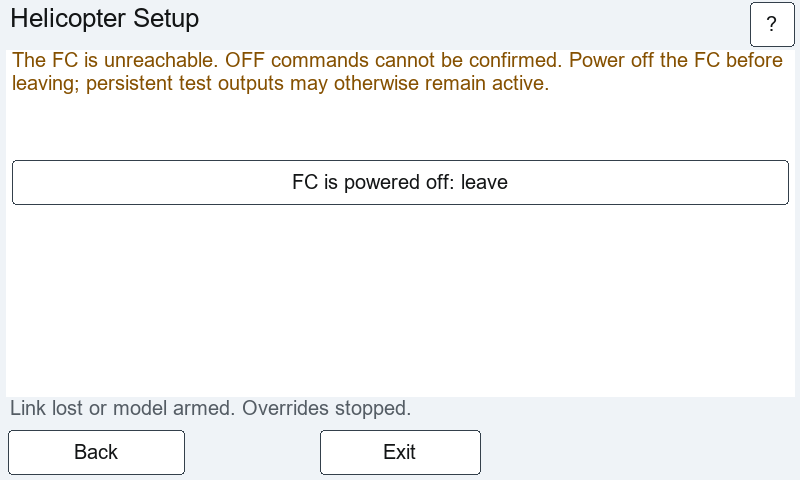 Helicopter Setup
?
The FC is unreachable. OFF commands cannot be confirmed. Power off the FC before
leaving; persistent test outputs may otherwise remain active.
FC is powered off: leave
Link lost or model armed. Overrides stopped.
Back
Exit